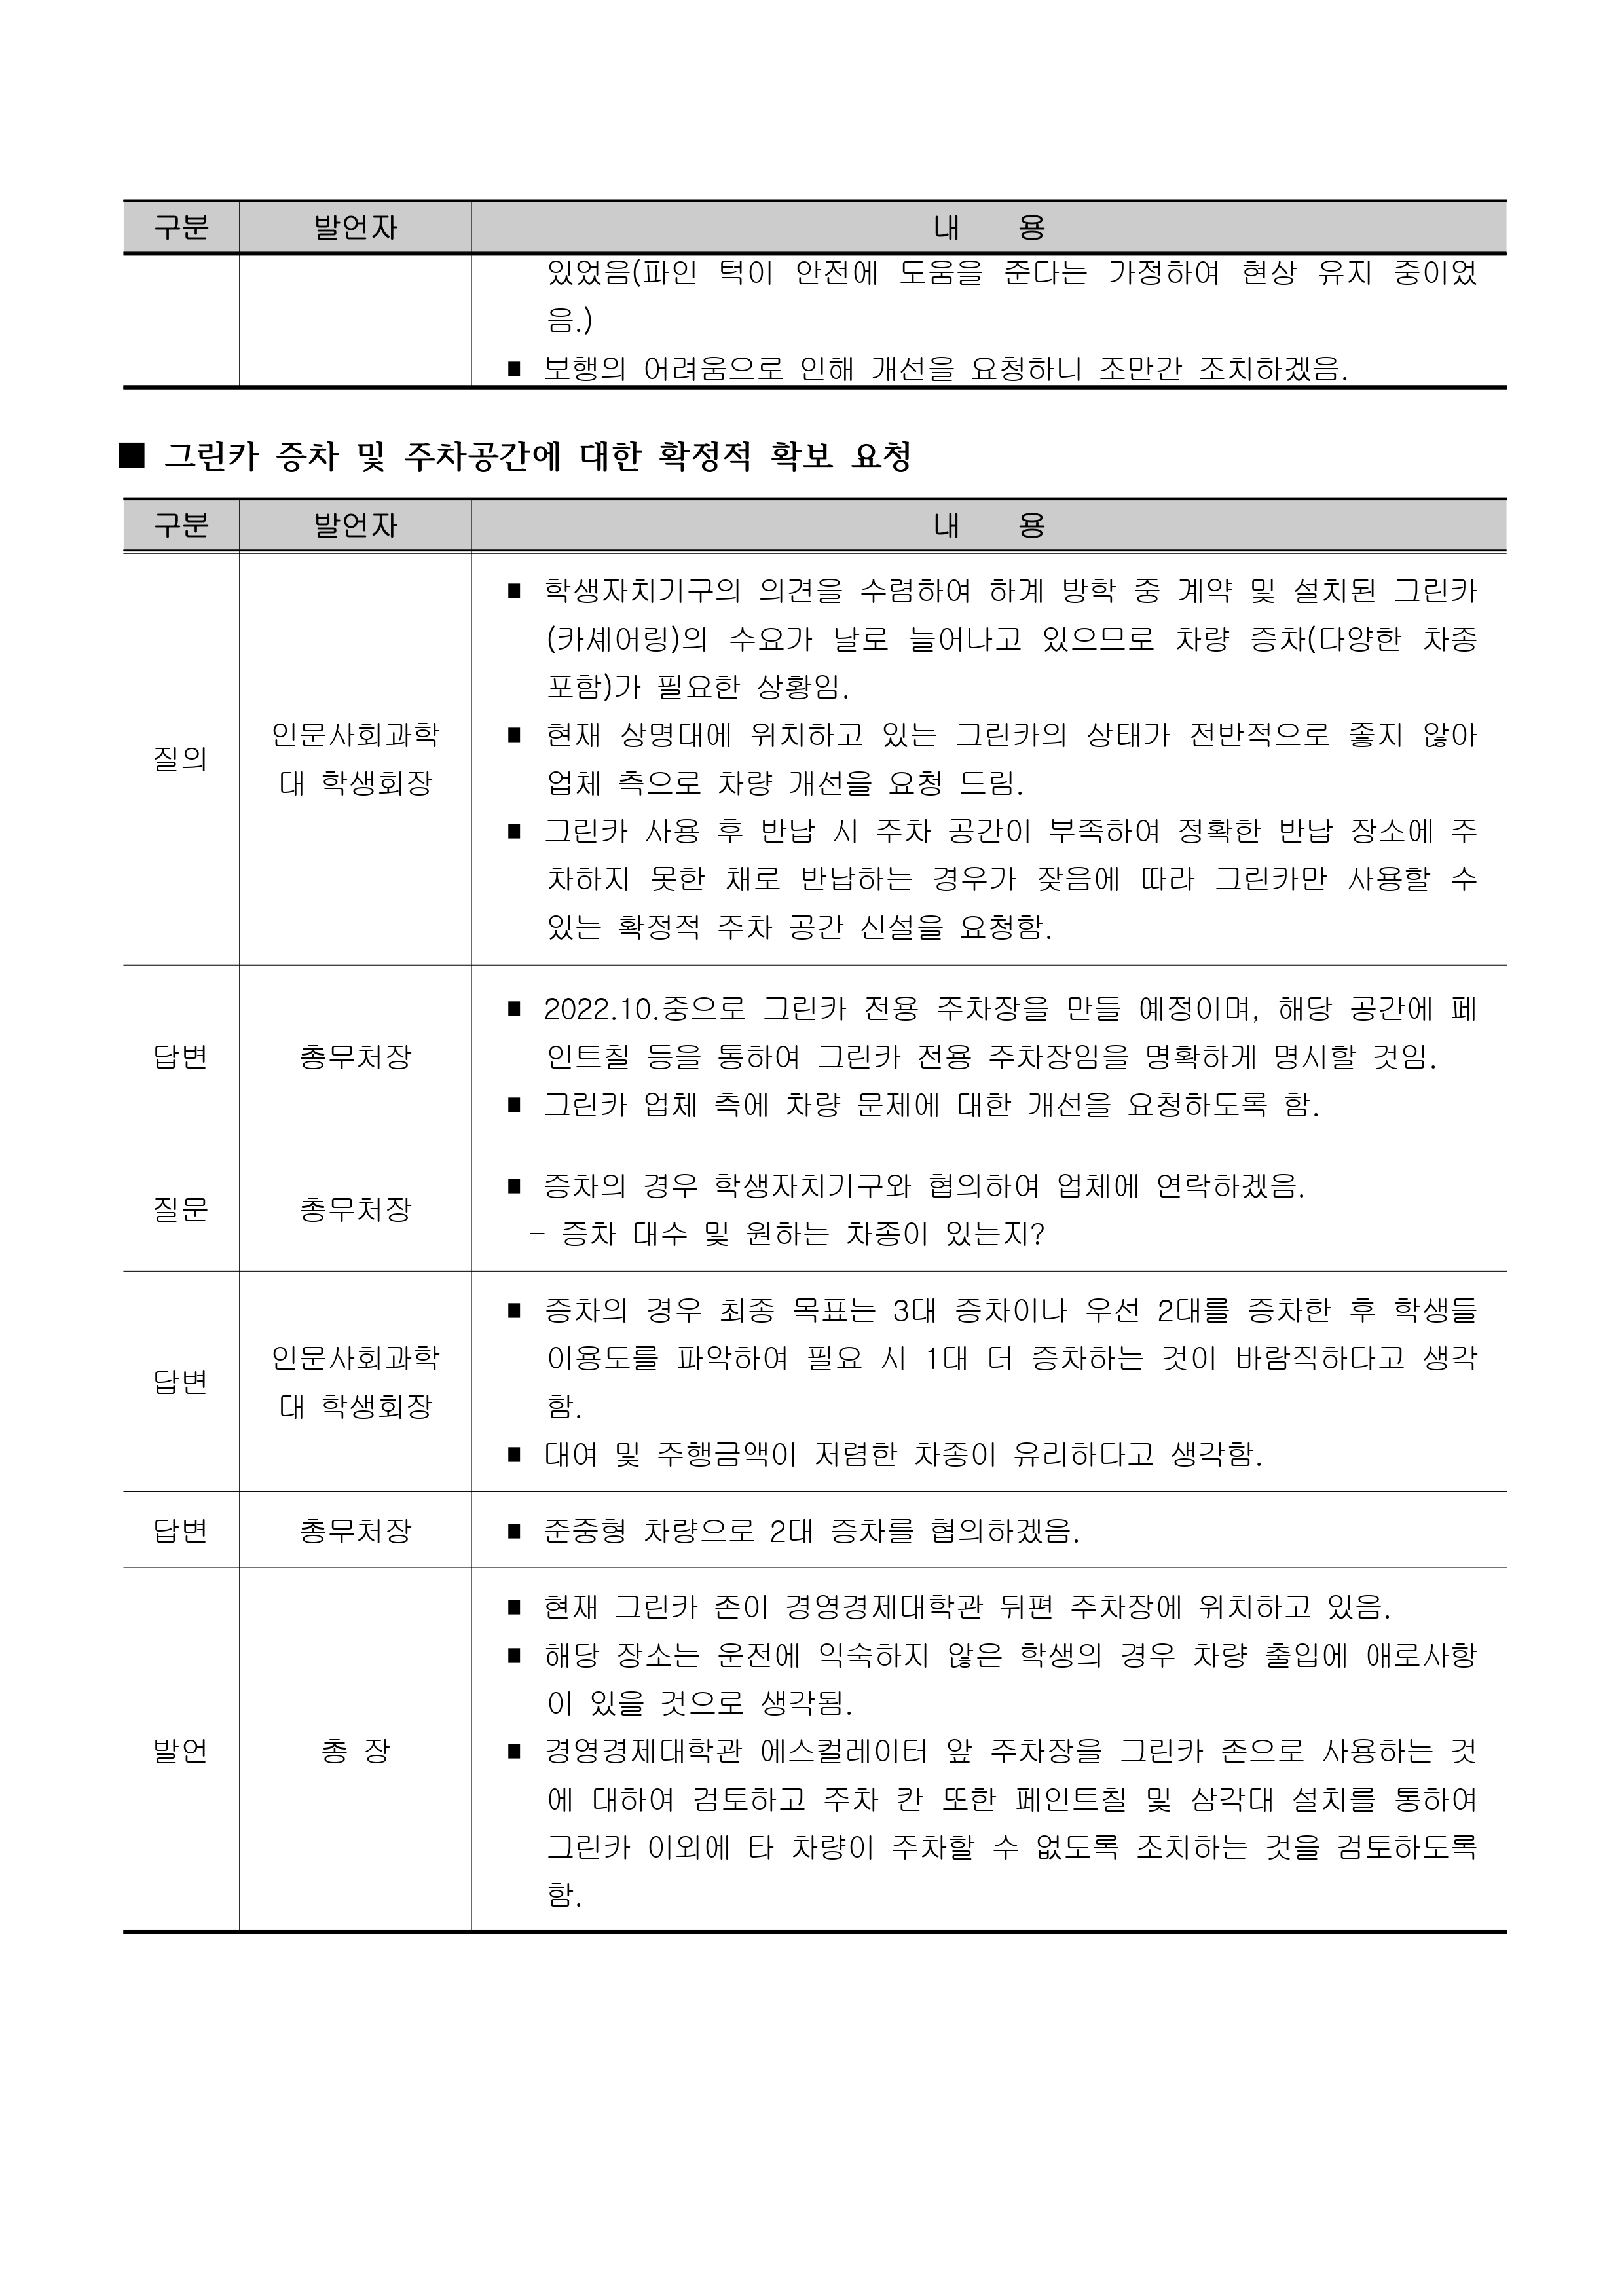 구분 발언자 내 용
있었음(파인 턱이 안전에 도움을 준다는 가정하여 현상 유지 중이었
음.)
■ 보행의 어려움으로 인해 개선을 요청하니 조만간 조치하겠음.
■ 그린카 증차 및 주차공간에 대한 확정적 확보 요청
구분 발언자 내 용
질의
인문사회과학
대 학생회장
■ 학생자치기구의 의견을 수렴하여 하계 방학 중 계약 및 설치된 그린카
(카셰어링)의 수요가 날로 늘어나고 있으므로 차량 증차(다양한 차종
포함)가 필요한 상황임.
■ 현재 상명대에 위치하고 있는 그린카의 상태가 전반적으로 좋지 않아
업체 측으로 차량 개선을 요청 드림.
■ 그린카 사용 후 반납 시 주차 공간이 부족하여 정확한 반납 장소에 주
차하지 못한 채로 반납하는 경우가 잦음에 따라 그린카만 사용할 수
있는 확정적 주차 공간 신설을 요청함.
답변
총무처장
■ 2022.10.중으로 그린카 전용 주차장을 만들 예정이며, 해당 공간에 페
인트칠 등을 통하여 그린카 전용 주차장임을 명확하게 명시할 것임.
■ 그린카 업체 측에 차량 문제에 대한 개선을 요청하도록 함.
질문
총무처장
■ 증차의 경우 학생자치기구와 협의하여 업체에 연락하겠음.
- 증차 대수 및 원하는 차종이 있는지?
답변
인문사회과학
대 학생회장
■ 증차의 경우 최종 목표는 3대 증차이나 우선 2대를 증차한 후 학생들
이용도를 파악하여 필요 시 1대 더 증차하는 것이 바람직하다고 생각
함.
■ 대여 및 주행금액이 저렴한 차종이 유리하다고 생각함.
답변
총무처장
■ 준중형 차량으로 2대 증차를 협의하겠음.
발언
총 장
■ 현재 그린카 존이 경영경제대학관 뒤편 주차장에 위치하고 있음.
■ 해당 장소는 운전에 익숙하지 않은 학생의 경우 차량 출입에 애로사항
이 있을 것으로 생각됨.
■ 경영경제대학관 에스컬레이터 앞 주차장을 그린카 존으로 사용하는 것
에 대하여 검토하고 주차 칸 또한 페인트칠 및 삼각대 설치를 통하여
그린카 이외에 타 차량이 주차할 수 없도록 조치하는 것을 검토하도록
함.